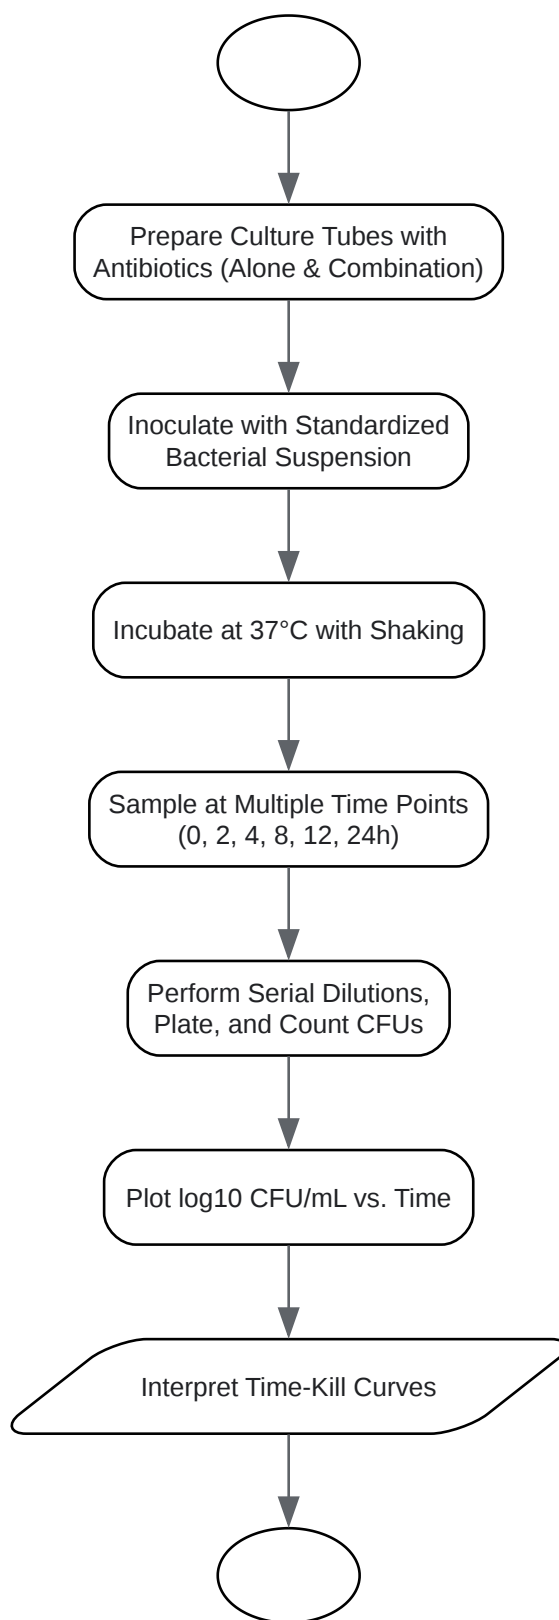 Prepare Culture Tubes with
Antibiotics (Alone & Combination)
Inoculate with Standardized
Bacterial Suspension
Incubate at 37°C with Shaking
Sample at Multiple Time Points
(0, 2, 4, 8, 12, 24h)
Perform Serial Dilutions,
Plate, and Count CFUs
Plot log10 CFU/mL vs. Time
Interpret Time-Kill Curves